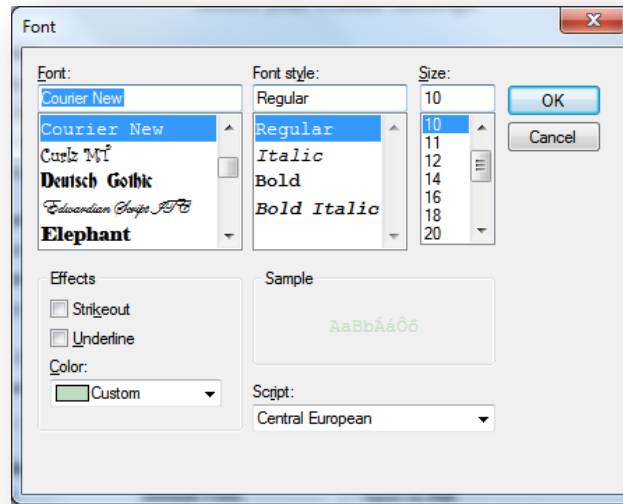 Font
Font:
Courier New
Courier New
Curlz MT
Deutsch Gothic
Edwardian Script ITC
Elephant
Font style:
Regular
Regular
Italic
Bold
Bold Italic
Size:
10
10
11
12
14
16
18
20
OK
Cancel
Effects
Strikeout
Underline
Color:
Custom
Sample
AaBbÁáÔő
Script:
Central European